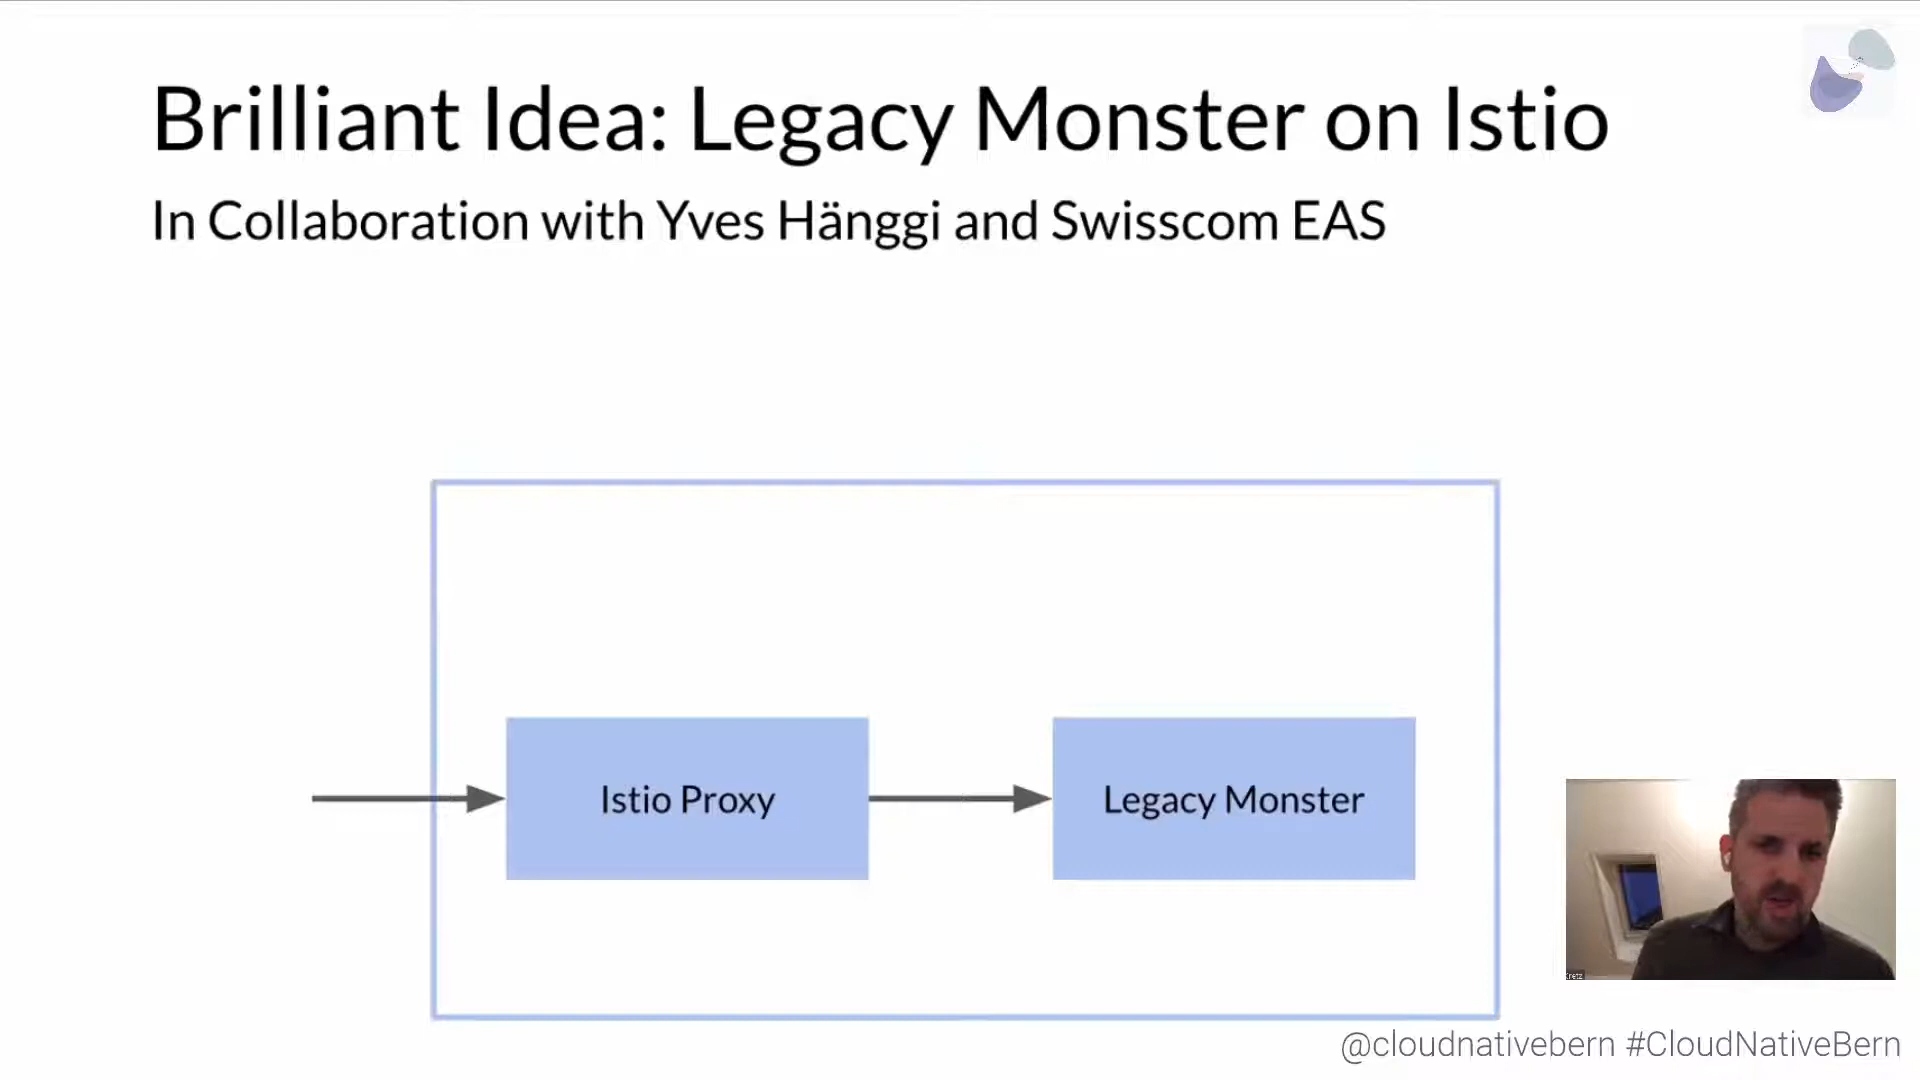 Brilliant Idea: Legacy Monster on Istio
In Collaboration with Yves Hänggi and Swisscom EAS
Istio Proxy
Legacy Monster
@cloudnativebern #CloudNativeBern